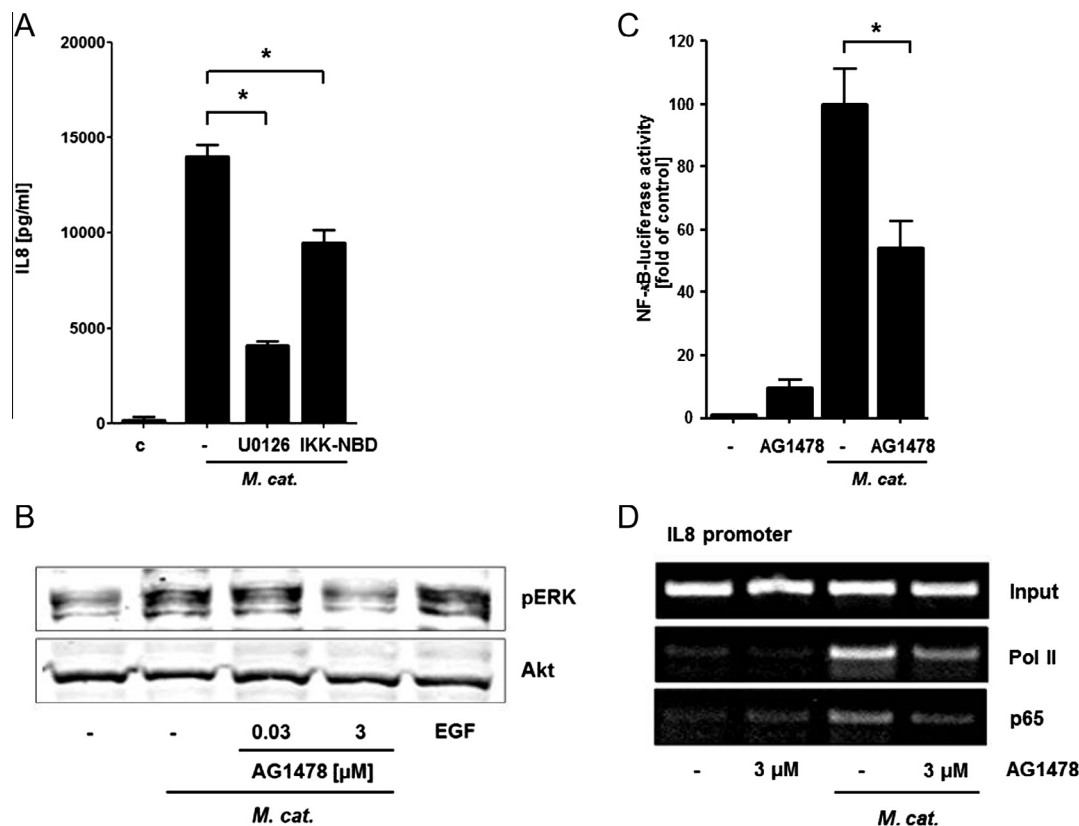 A
IL8 [pg/ml]
20000
15000
10000
5000
0
*
*
c - U0126 IKK-NBD
M. cat.
B
pERK
Akt
- - 0.03 3 EGF
AG1478 [µM]
M. cat.
C
NF-κB-luciferase activity
[fold of control]
120
100
80
60
40
20
0
*
- AG1478 - AG1478
M. cat.
D
IL8 promoter
Input
Pol II
p65
- 3 µM - 3 µM AG1478
M. cat.